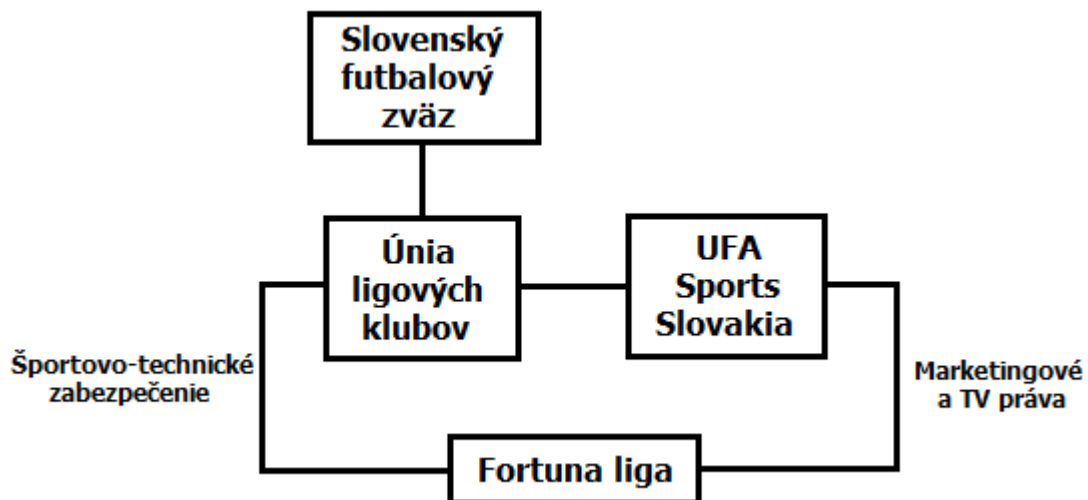 Slovenský
futbalový
zväz
Únia
ligových
klubov
UFA
Sports
Slovakia
Športovo-technické
zabezpečenie
Marketingové
a TV práva
Fortuna liga